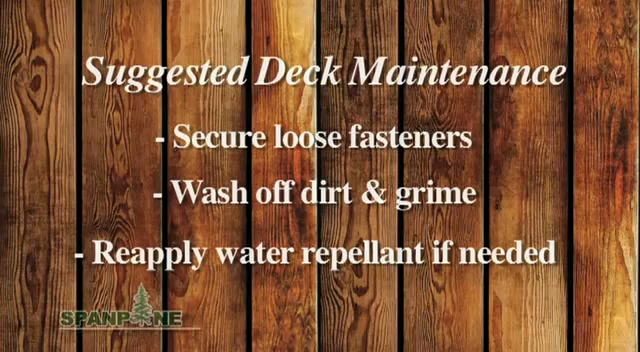 Suggested Deck Maintenance
- Secure loose fasteners
- Wash off dirt & grime
- Reapply water repellant if needed
SPANPINE